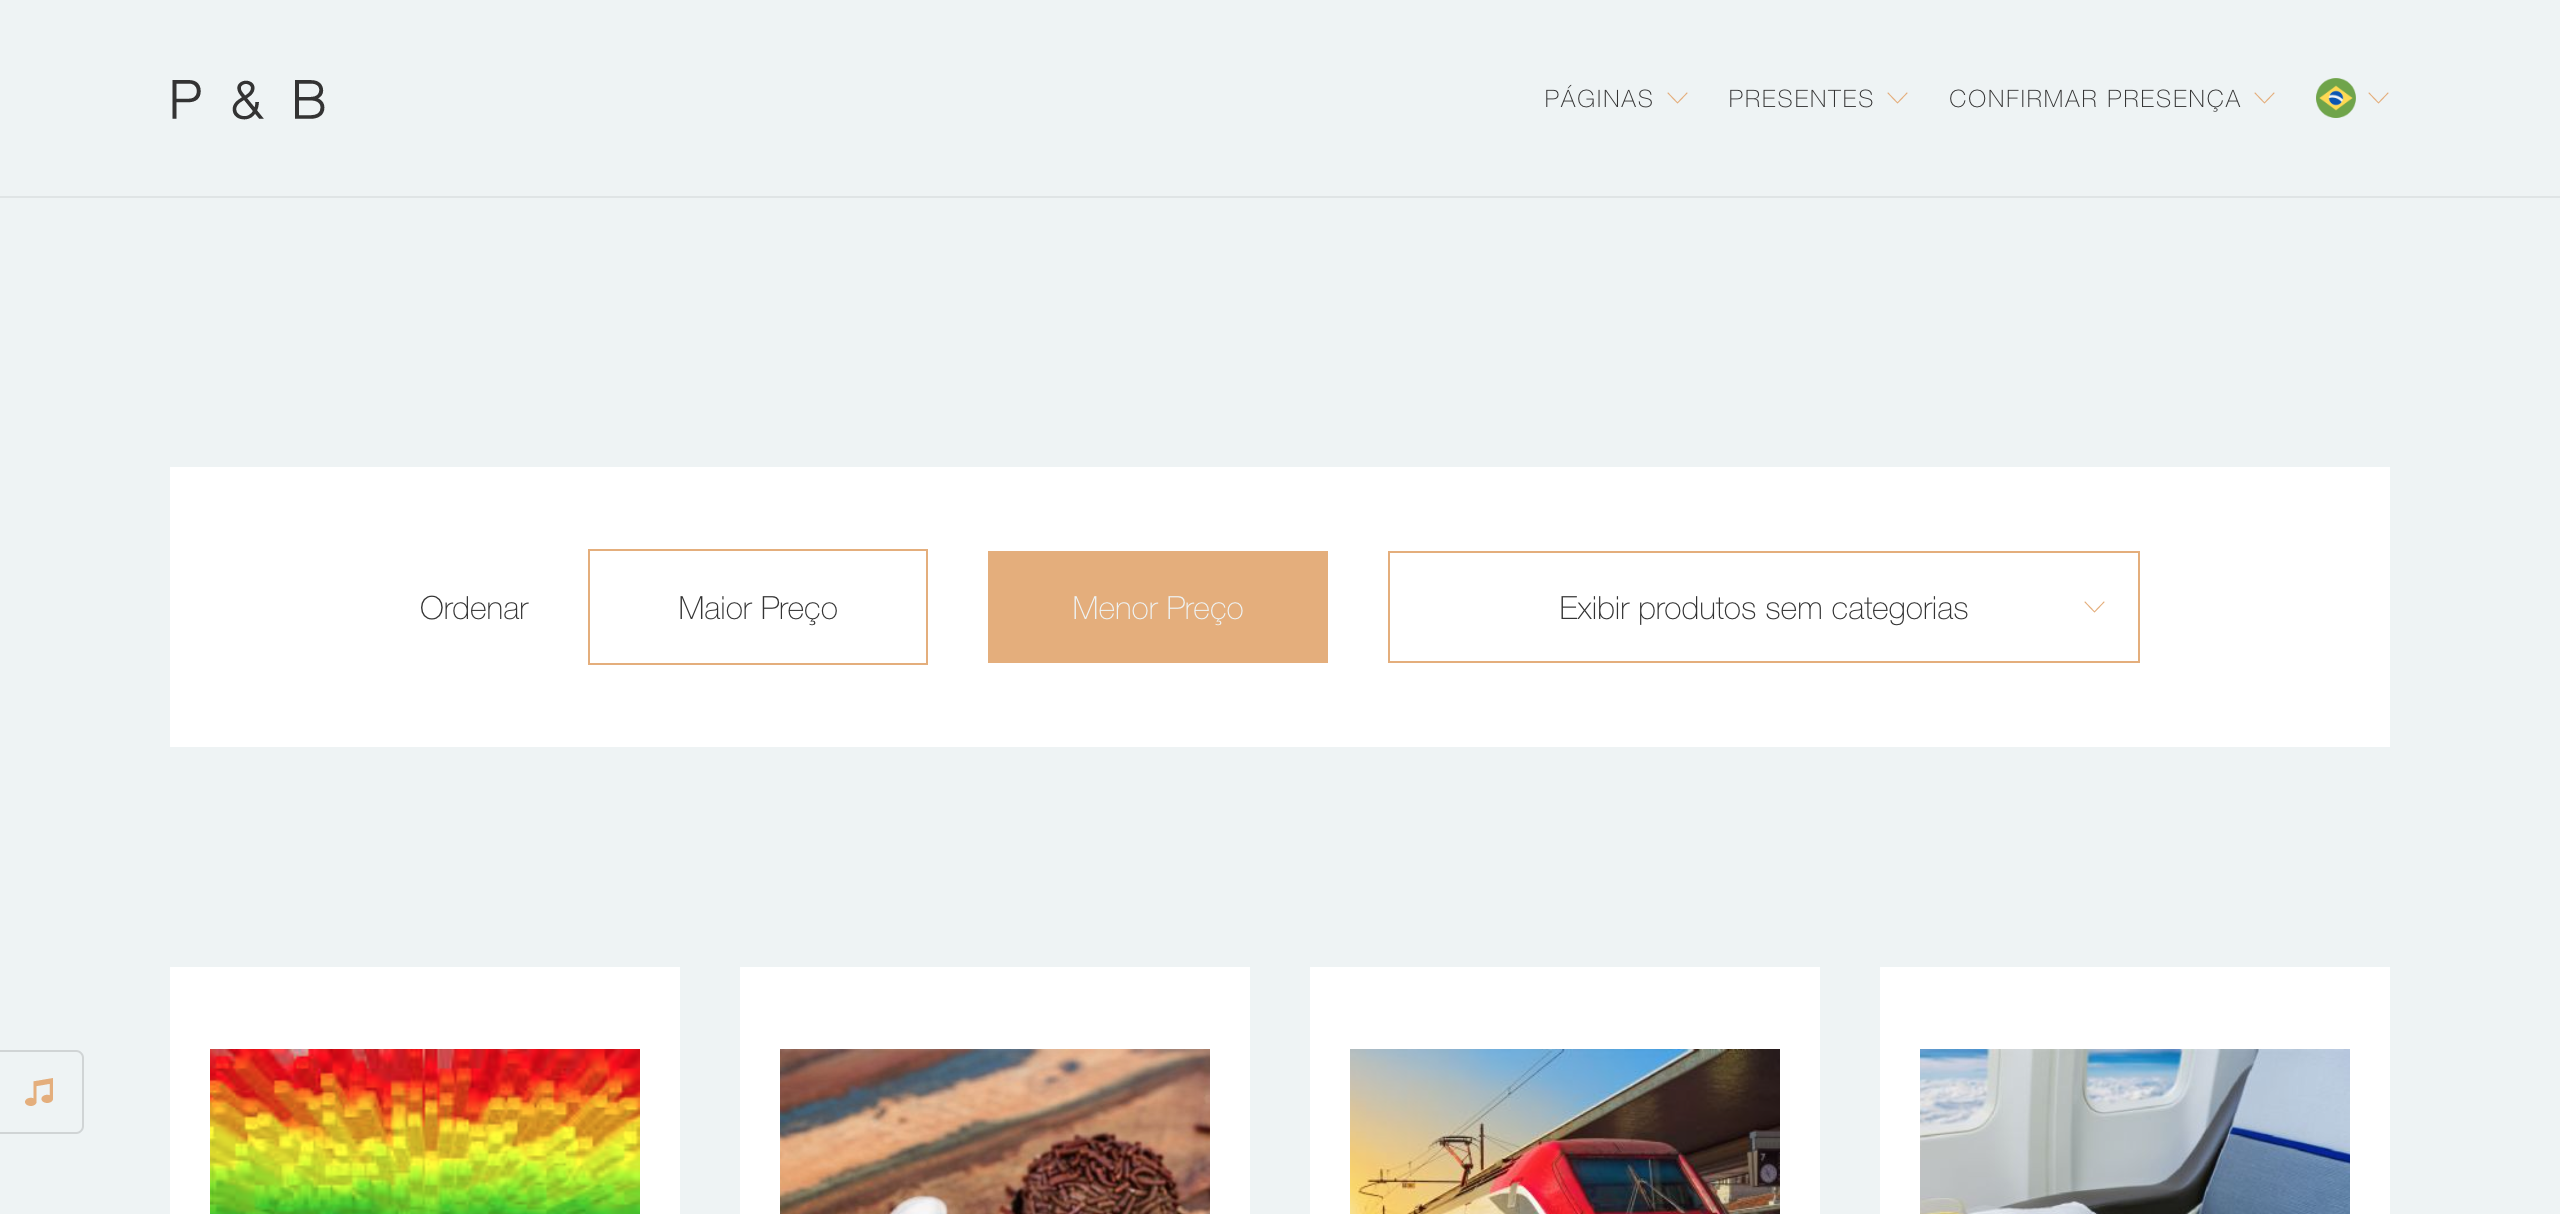 P & B
PÁGINAS
PRESENTES
CONFIRMAR PRESENÇA
Ordenar
Maior Preço
Menor Preço
Exibir produtos sem categorias